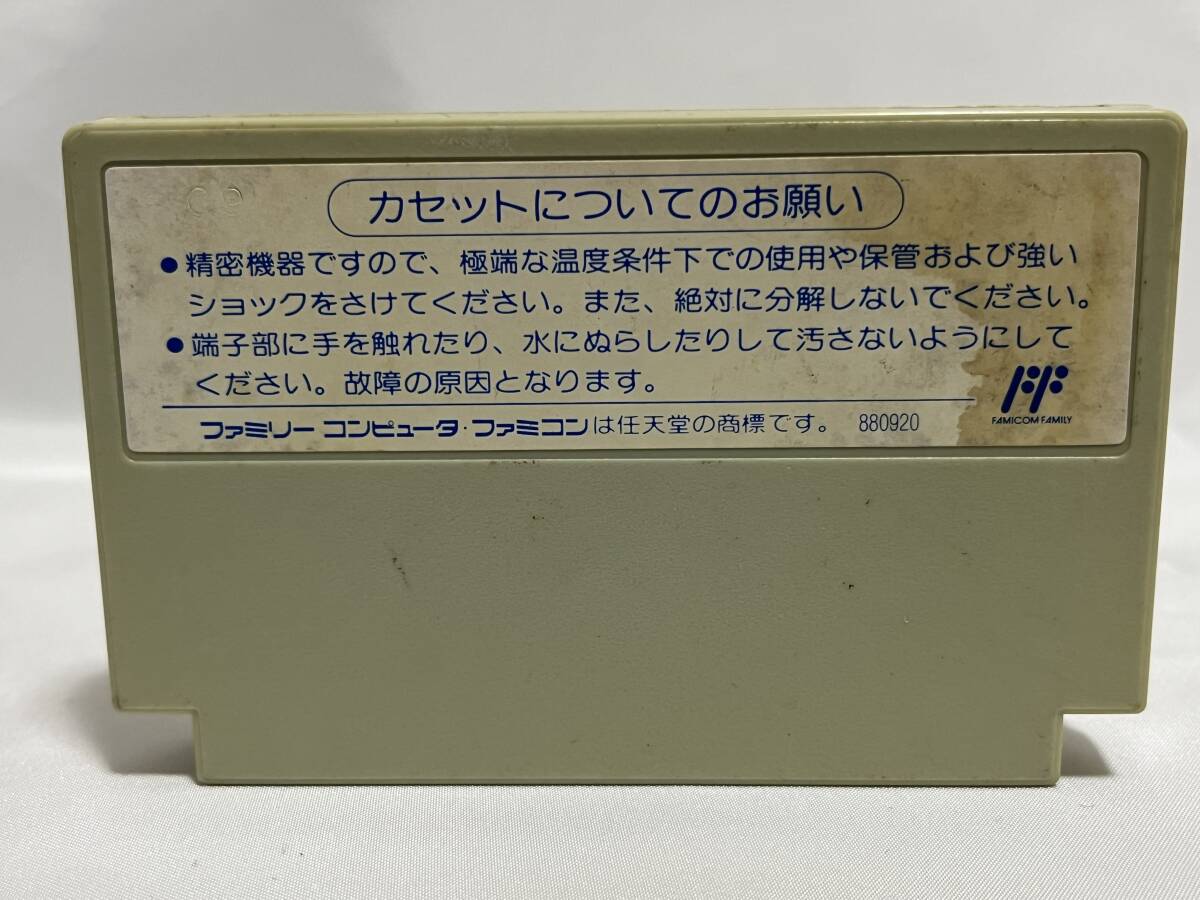 カセットについてのお願い
●精密機器ですので、極端な温度条件下での使用や保管および強い
ショックをさけてください。また、絶対に分解しないでください。
●端子部に手を触れたり、水にぬらしたりして汚さないようにして
ください。故障の原因となります。
ファミリーコンピュータ・ファミコンは任天堂の商標です。 880920
FF
FAMICOM FAMILY